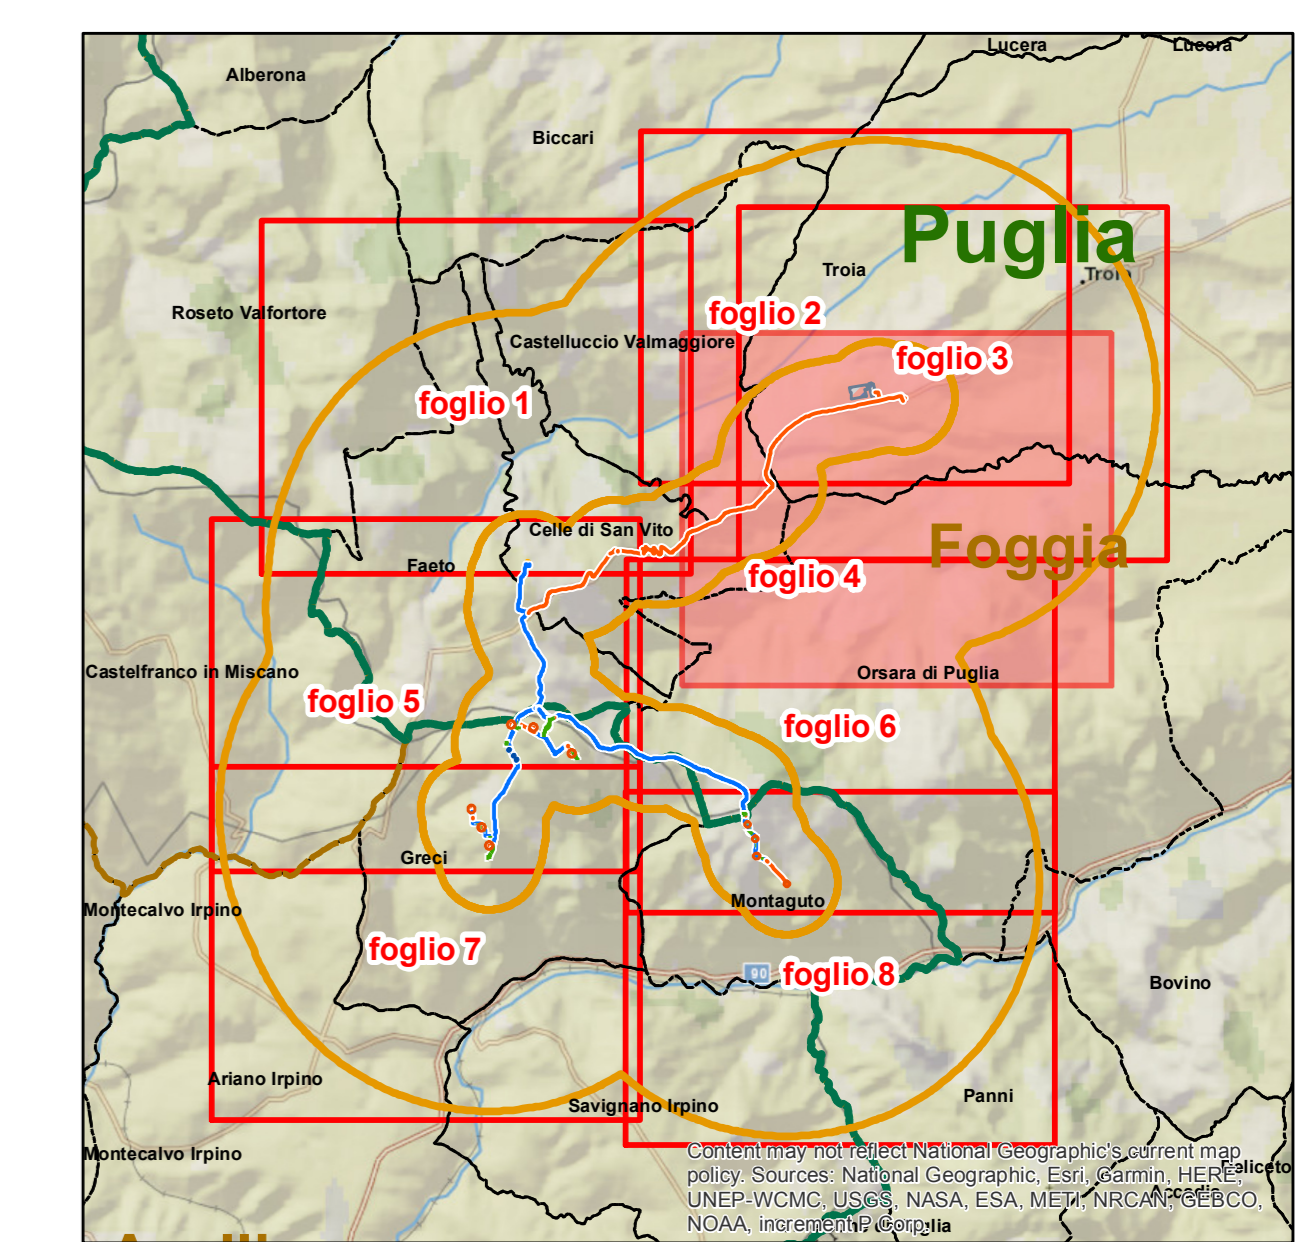 Lucera
Lucera
Alberona
Biccari
Puglia
Troia
Troia
Roseto Valfortore
foglio 2
Castelluccio Valmaggiore
foglio 3
foglio 1
Celle di San Vito
Foggia
Faeto
foglio 4
Castelfranco in Miscano
Orsara di Puglia
foglio 5
foglio 6
Greci
Montaguto
Montecalvo Irpino
foglio 7
90
foglio 8
Bovino
Ariano Irpino
Panni
Savignano Irpino
Montecalvo Irpino
Content may not reflect National Geographic's current map
policy. Sources: National Geographic, Esri, Garmin, HERE,
UNEP-WCMC, USGS, NASA, ESA, METI, NRCAN, GEBCO,
NOAA, increment P Corp.
Deliceto
Accadia